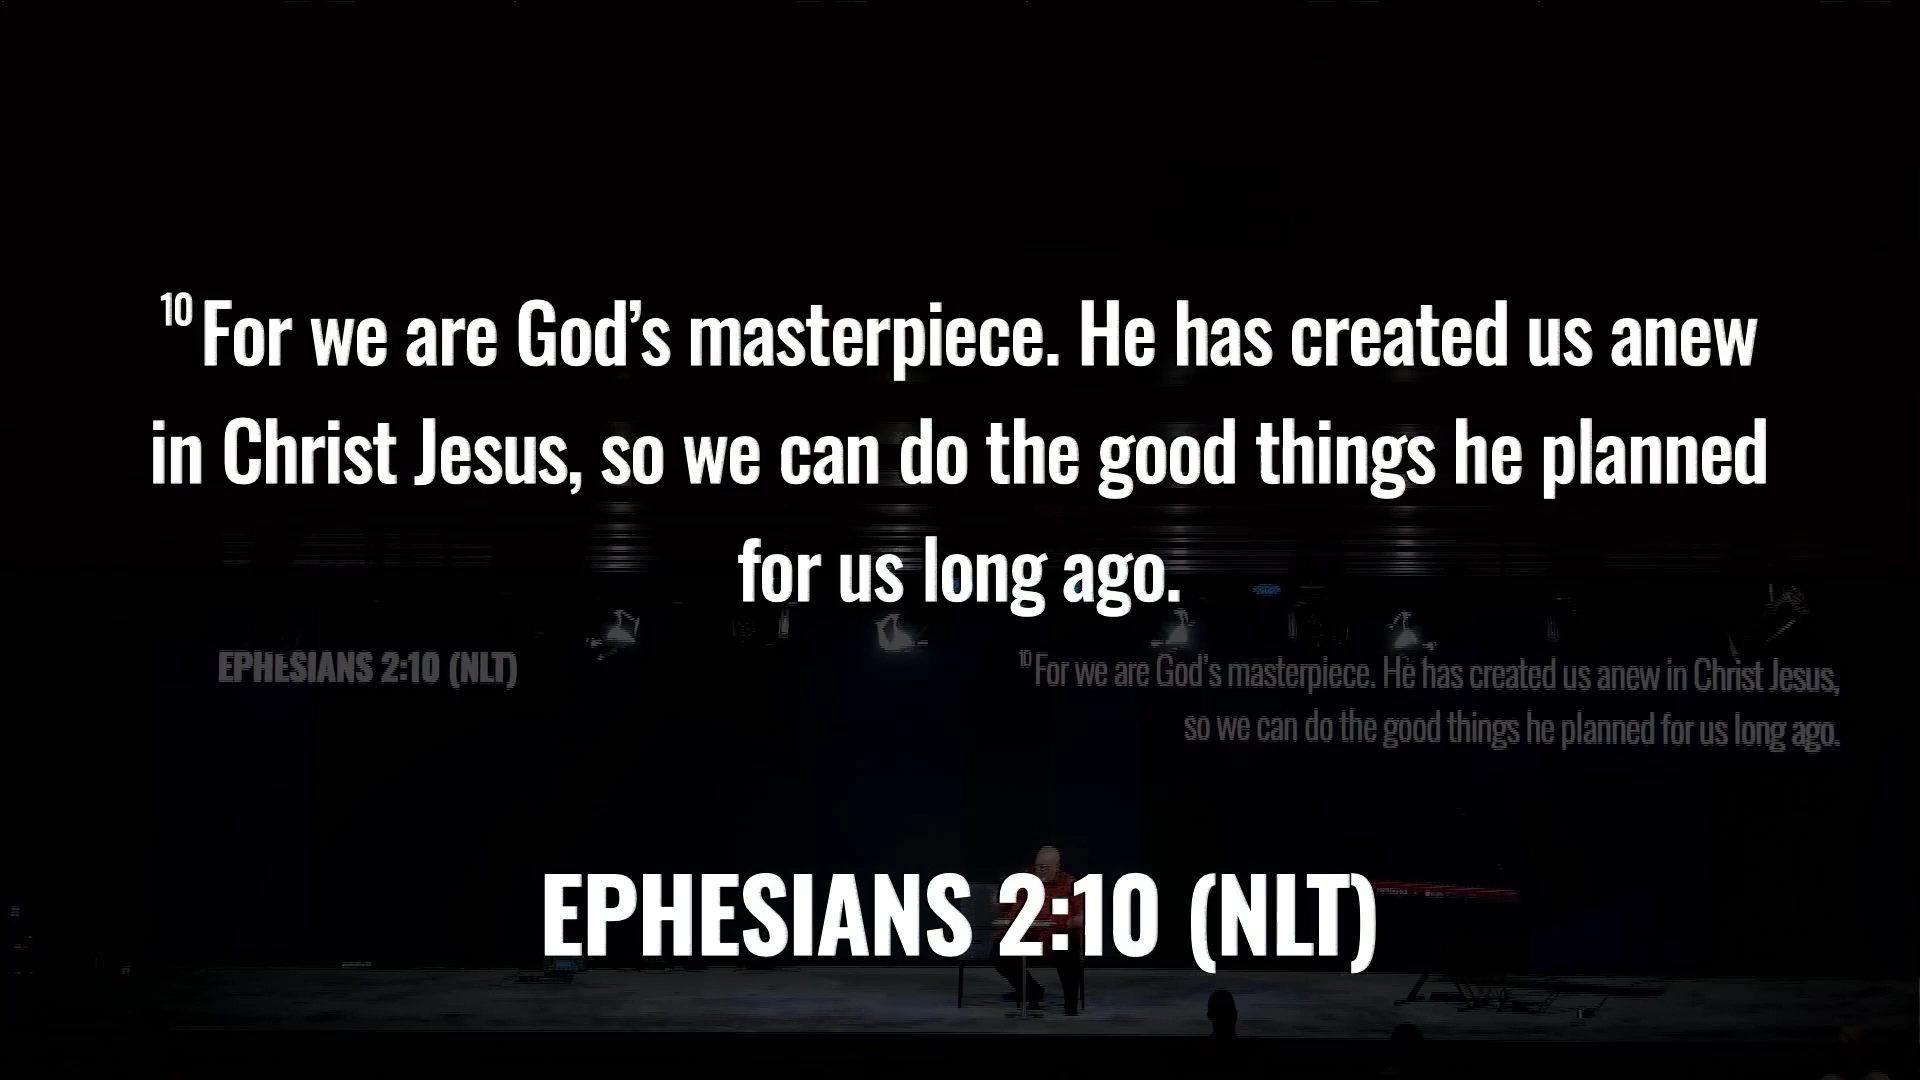 10 For we are God’s masterpiece. He has created us anew
in Christ Jesus, so we can do the good things he planned
for us long ago.
EPHESIANS 2:10 (NLT)
10 For we are God’s masterpiece. He has created us anew in Christ Jesus,
so we can do the good things he planned for us long ago.
EPHESIANS 2:10 (NLT)